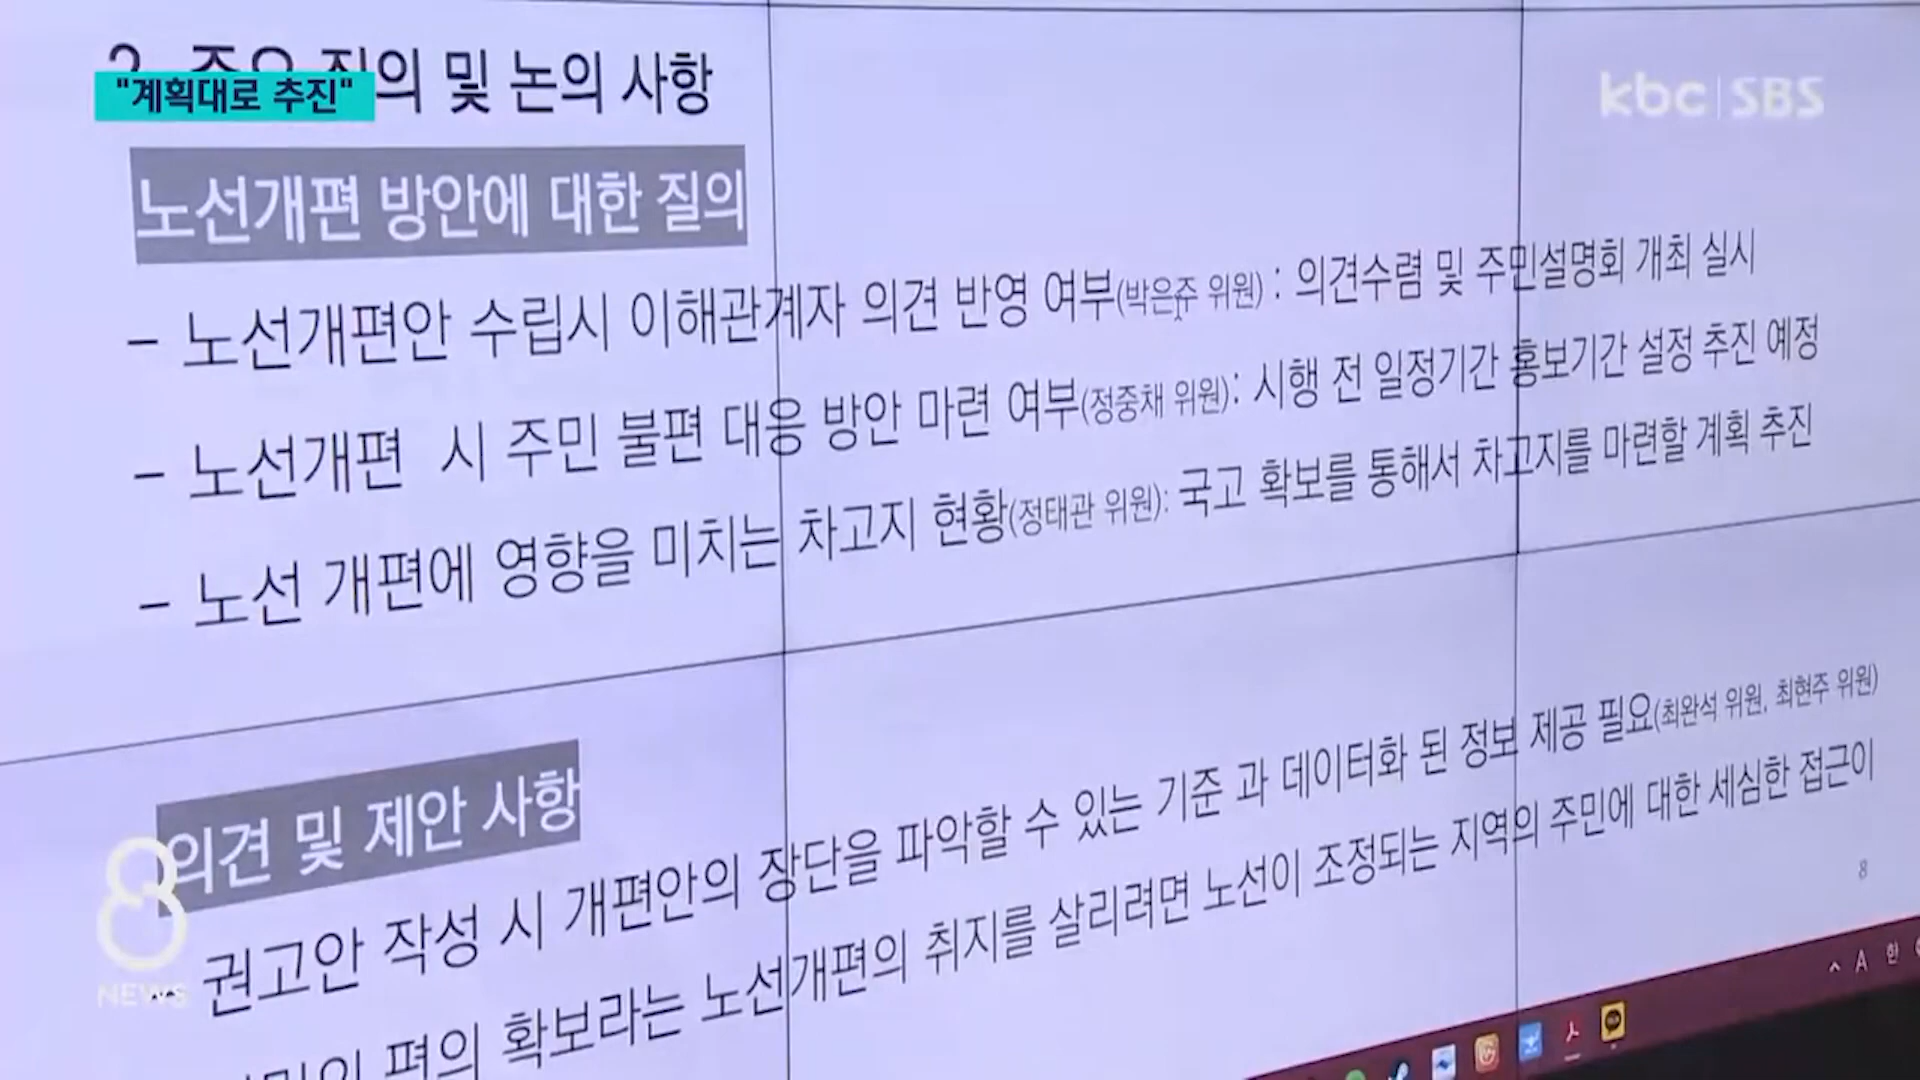 "계획대로 추진"
kbc SBS
질의 및 논의 사항
노선개편 방안에 대한 질의
- 노선개편안 수립시 이해관계자 의견 반영 여부(박은주 위원) : 의견수렴 및 주민설명회 개최 실시
- 노선개편 시 주민 불편 대응 방안 마련 여부(정중채 위원): 시행 전 일정기간 홍보기간 설정 추진 예정
- 노선 개편에 영향을 미치는 차고지 현황(정태관 위원): 국고 확보를 통해서 차고지를 마련할 계획 추진
의견 및 제안 사항
- 권고안 작성 시 개편안의 장단을 파악할 수 있는 기준 과 데이터화 된 정보 제공 필요(최완석 위원, 최현주 위원)
편의 확보라는 노선개편의 취지를 살리려면 노선이 조정되는 지역의 주민에 대한 세심한 접근이
8
8 NEWS
A 한